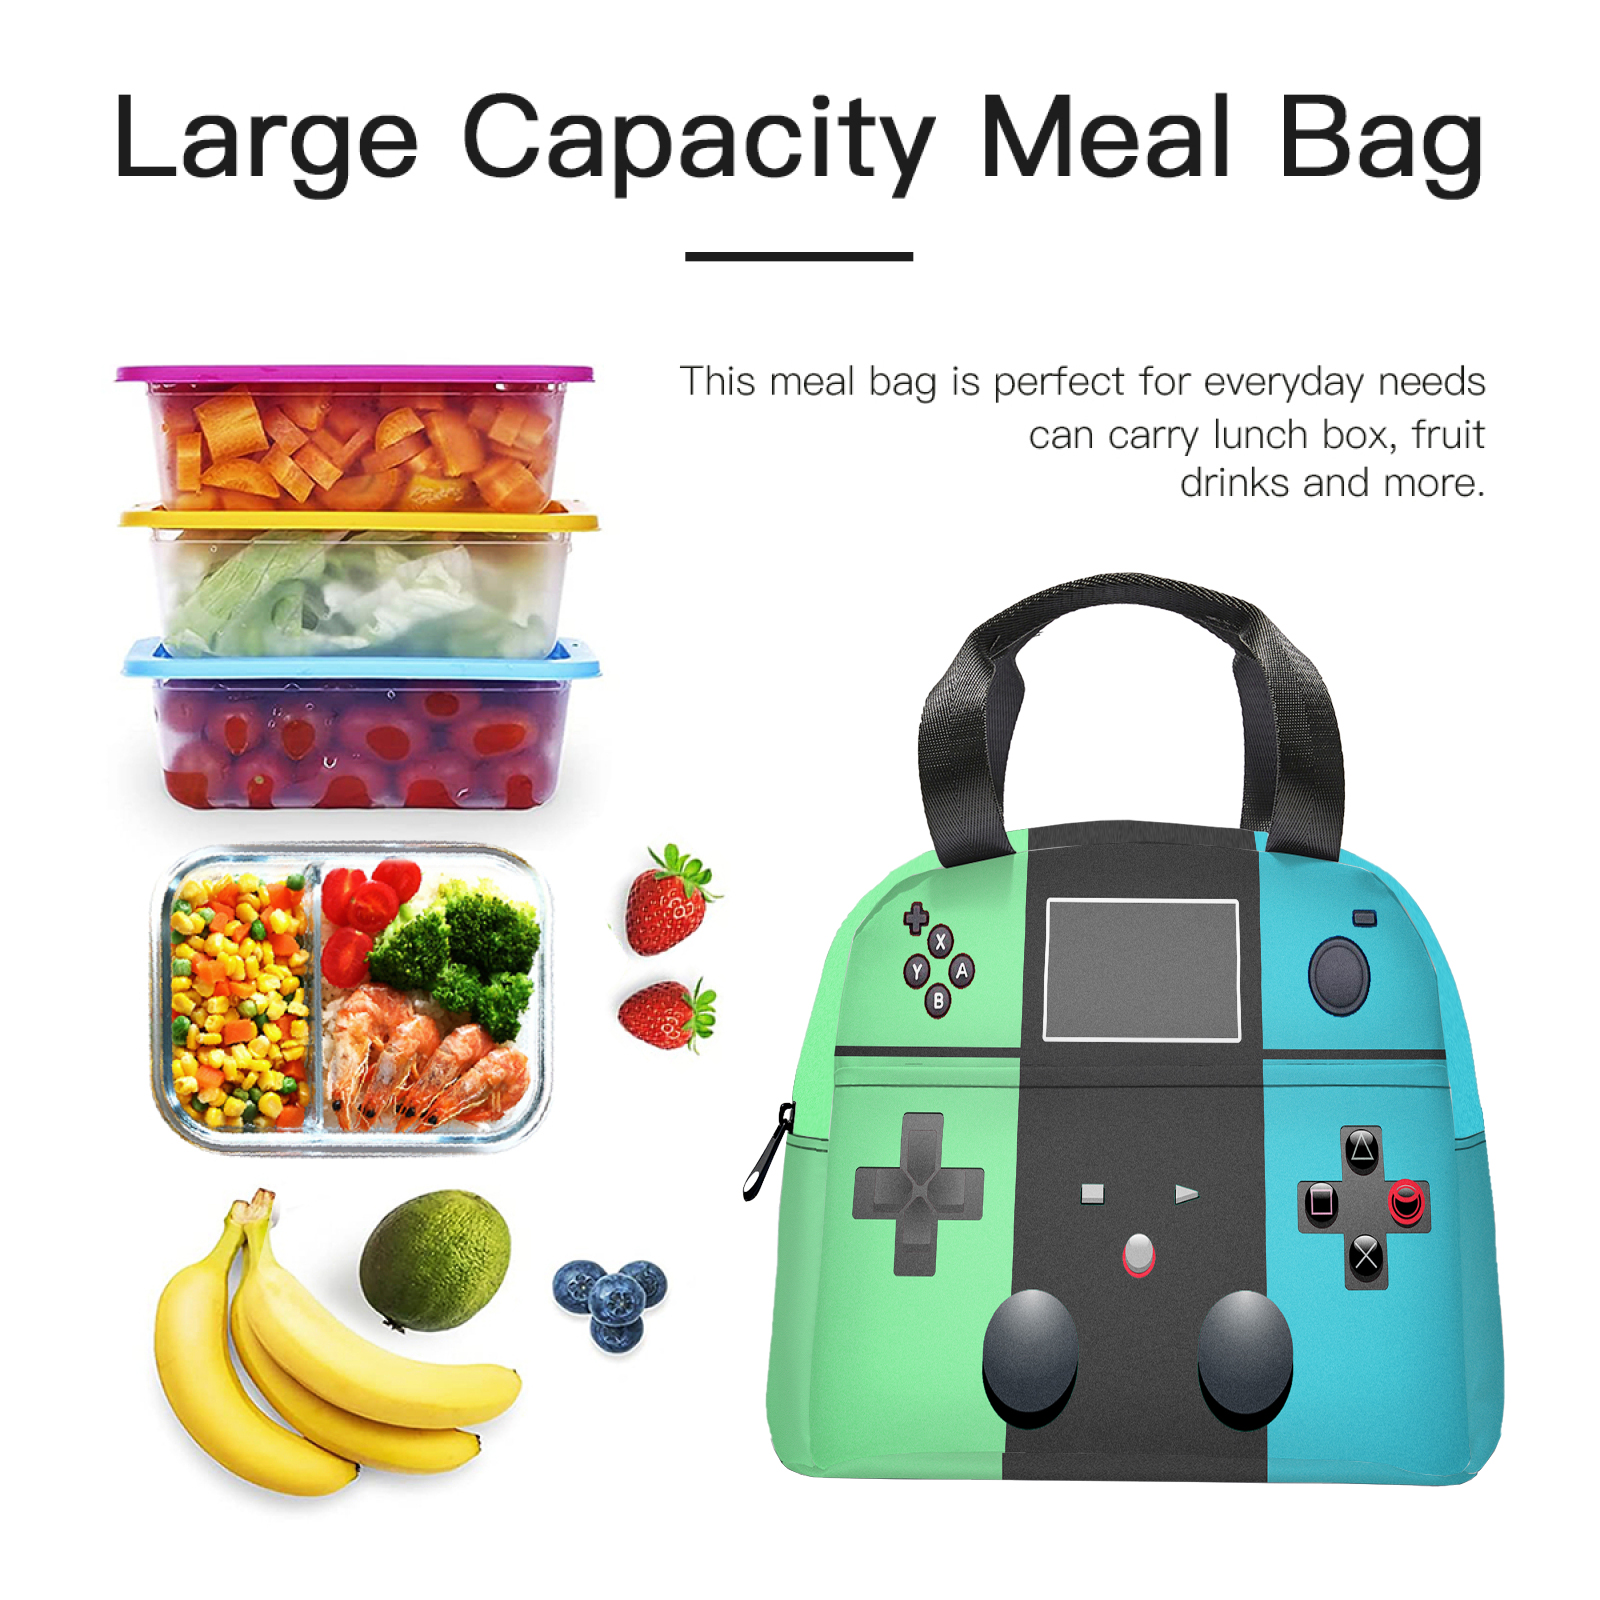 Large Capacity Meal Bag
This meal bag is perfect for everyday needs
can carry lunch box, fruit
drinks and more.
X
Y A
B